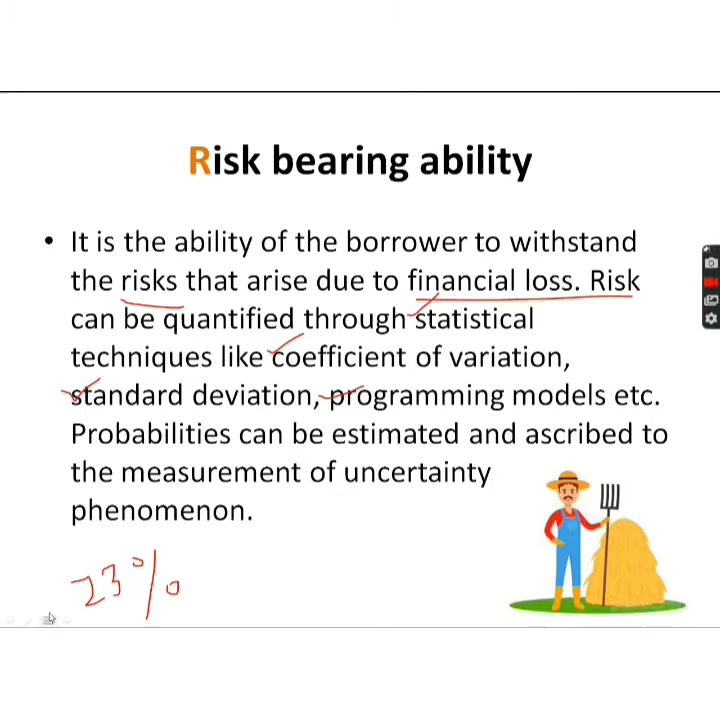 Risk bearing ability
• It is the ability of the borrower to withstand
the risks that arise due to financial loss. Risk
can be quantified through statistical
techniques like coefficient of variation,
standard deviation, programming models etc.
Probabilities can be estimated and ascribed to
the measurement of uncertainty
phenomenon.
23%